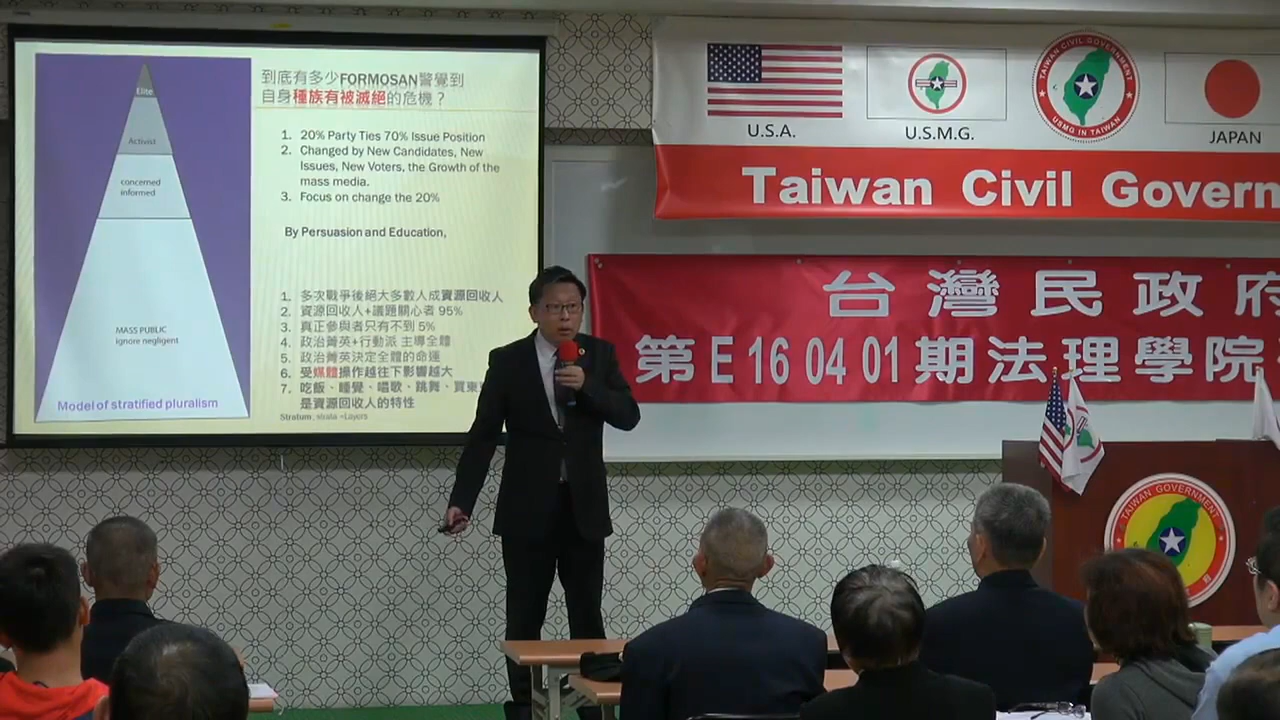 到底有多少FORMOSAN警覺到
自身種族有被滅絕的危機？
1. 20% Party Ties 70% Issue Position
2. Changed by New Candidates, New
Issues, New Voters, the Growth of the
mass media.
3. Focus on change the 20%
By Persuasion and Education,
1. 多次戰爭後絕大多數人成資源回收人
2. 資源回收人+議題關心者 95%
3. 真正參與者只有不到 5%
4. 政治菁英+行動派 主導全體
5. 政治菁英決定全體的命運
6. 受媒體操作越往下影響越大
7. 吃飯、睡覺、唱歌、跳舞、買東
是資源回收人的特性
Stratum, strata =Layers
Elite
Activist
concerned
informed
MASS PUBLIC
ignore negligent
Model of stratified pluralism
U.S.A.
U.S.M.G.
TAIWAN CIVIL GOVERNMENT
USMG IN TAIWAN
JAPAN
Taiwan Civil Govern
台灣民政府
第E 16 04 01期法理學院
TAIWAN GOVERNMENT
府